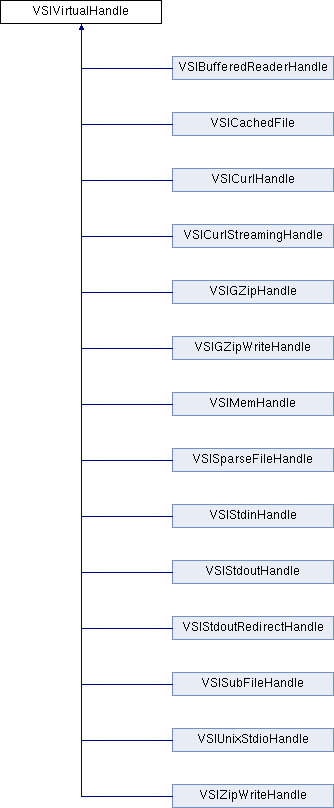 VSIVirtualHandle
VSIBufferedReaderHandle
VSICachedFile
VSICurlHandle
VSICurlStreamingHandle
VSIGZipHandle
VSIGZipWriteHandle
VSIMemHandle
VSISparseFileHandle
VSIStdinHandle
VSIStdoutHandle
VSIStdoutRedirectHandle
VSISubFileHandle
VSIUnixStdioHandle
VSIZipWriteHandle